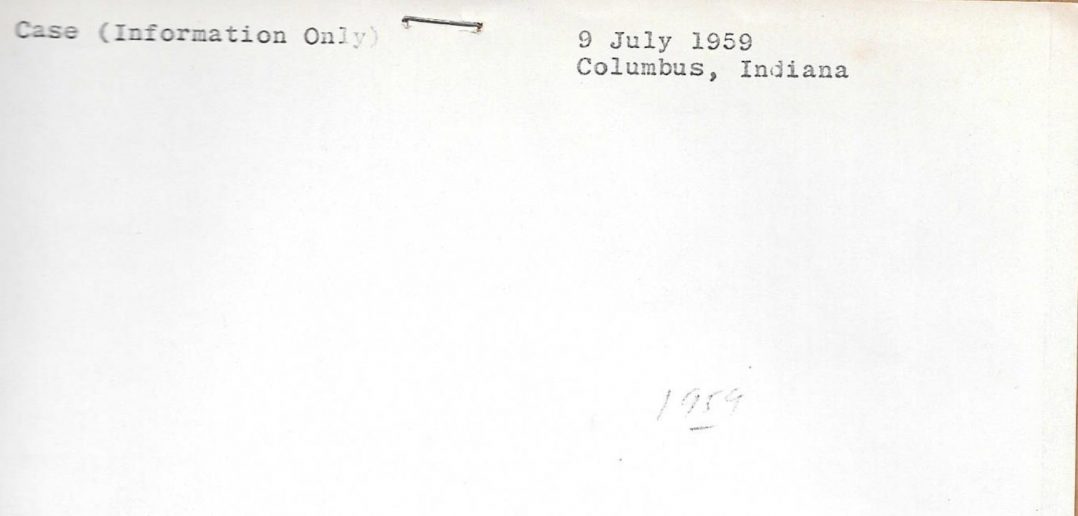 Case (Information Only)
9 July 1959
Columbus, Indiana
1959